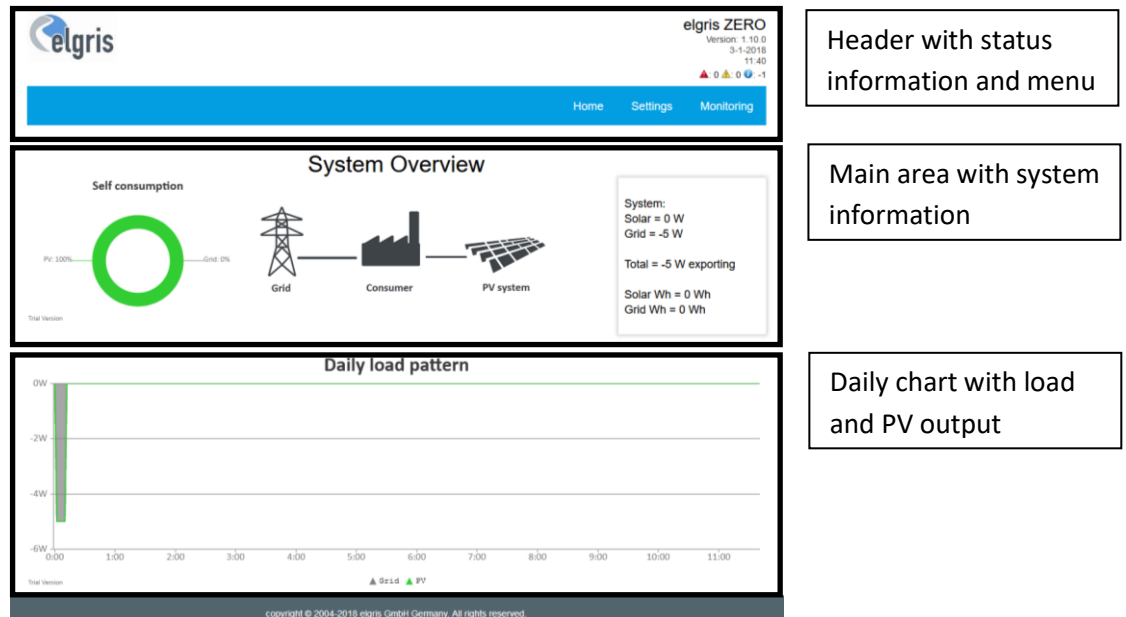 elgris
elgris ZERO
Version: 1.10.0
3-1-2018
11:40
: 0 : 0 : -1
Home Settings Monitoring
Header with status
information and menu
System Overview
Self consumption
PV: 100%
Grid: 0%
Trial Version
Grid Consumer PV system
System:
Solar = 0 W
Grid = -5 W
Total = -5 W exporting
Solar Wh = 0 Wh
Grid Wh = 0 Wh
Main area with system
information
Daily load pattern
0W
-2W
-4W
-6W
0:00 1:00 2:00 3:00 4:00 5:00 6:00 7:00 8:00 9:00 10:00 11:00
Grid PV
Trial Version
Daily chart with load
and PV output
copyright © 2004-2018 elgris GmbH Germany. All rights reserved.